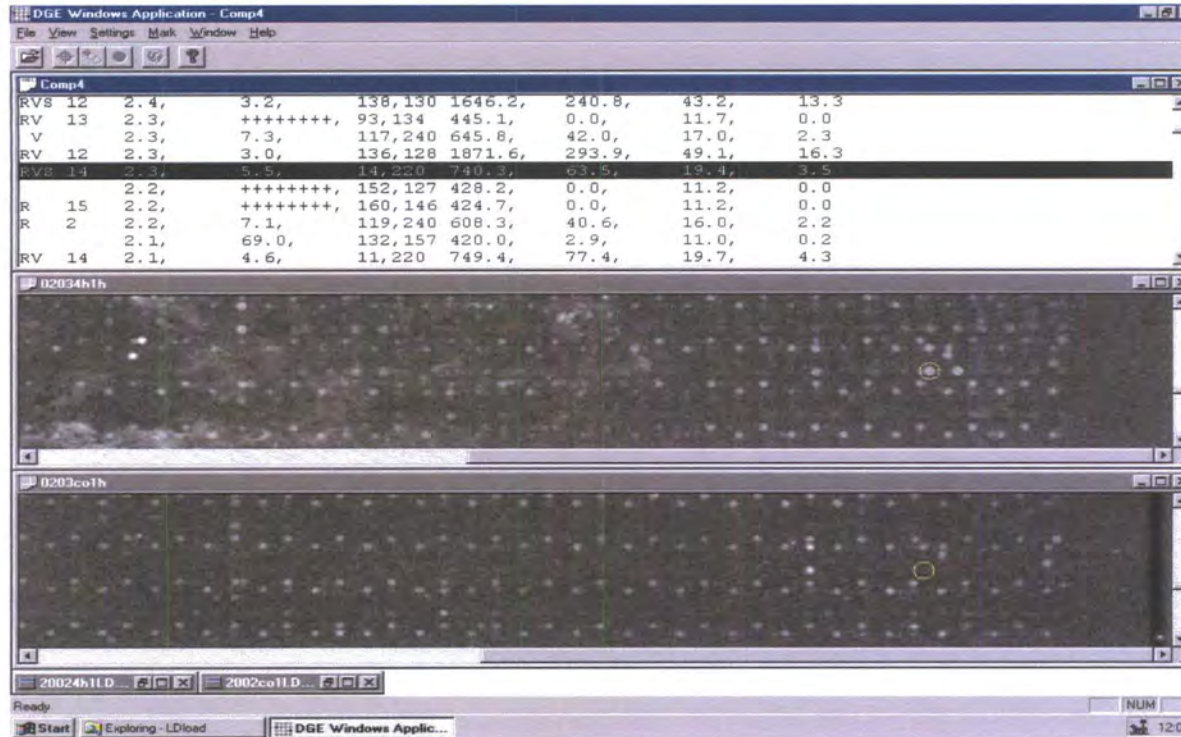 DGE Windows Application - Comp4
File View Settings Mark Window Help
Comp4
RVS 12 2.4, 3.2, 138,130 1646.2, 240.8, 43.2, 13.3
RV 13 2.3, ++++++++, 93,134 445.1, 0.0, 11.7, 0.0
V 2.3, 7.3, 117,240 645.8, 42.0, 17.0, 2.3
RV 12 2.3, 3.0, 136,128 1871.6, 293.9, 49.1, 16.3
RVS 14 2.3, 5.5, 14,220 740.3, 63.5, 19.4, 3.5
2.2, ++++++++, 152,127 428.2, 0.0, 11.2, 0.0
R 15 2.2, ++++++++, 160,146 424.7, 0.0, 11.2, 0.0
R 2 2.2, 7.1, 119,240 608.3, 40.6, 16.0, 2.2
2.1, 69.0, 132,157 420.0, 2.9, 11.0, 0.2
RV 14 2.1, 4.6, 11,220 749.4, 77.4, 19.7, 4.3
02034h1h
0203co1h
20024h1l.D... 2002co1l.D...
Ready NUM
Start Exploring - LDload DGE Windows Applic...